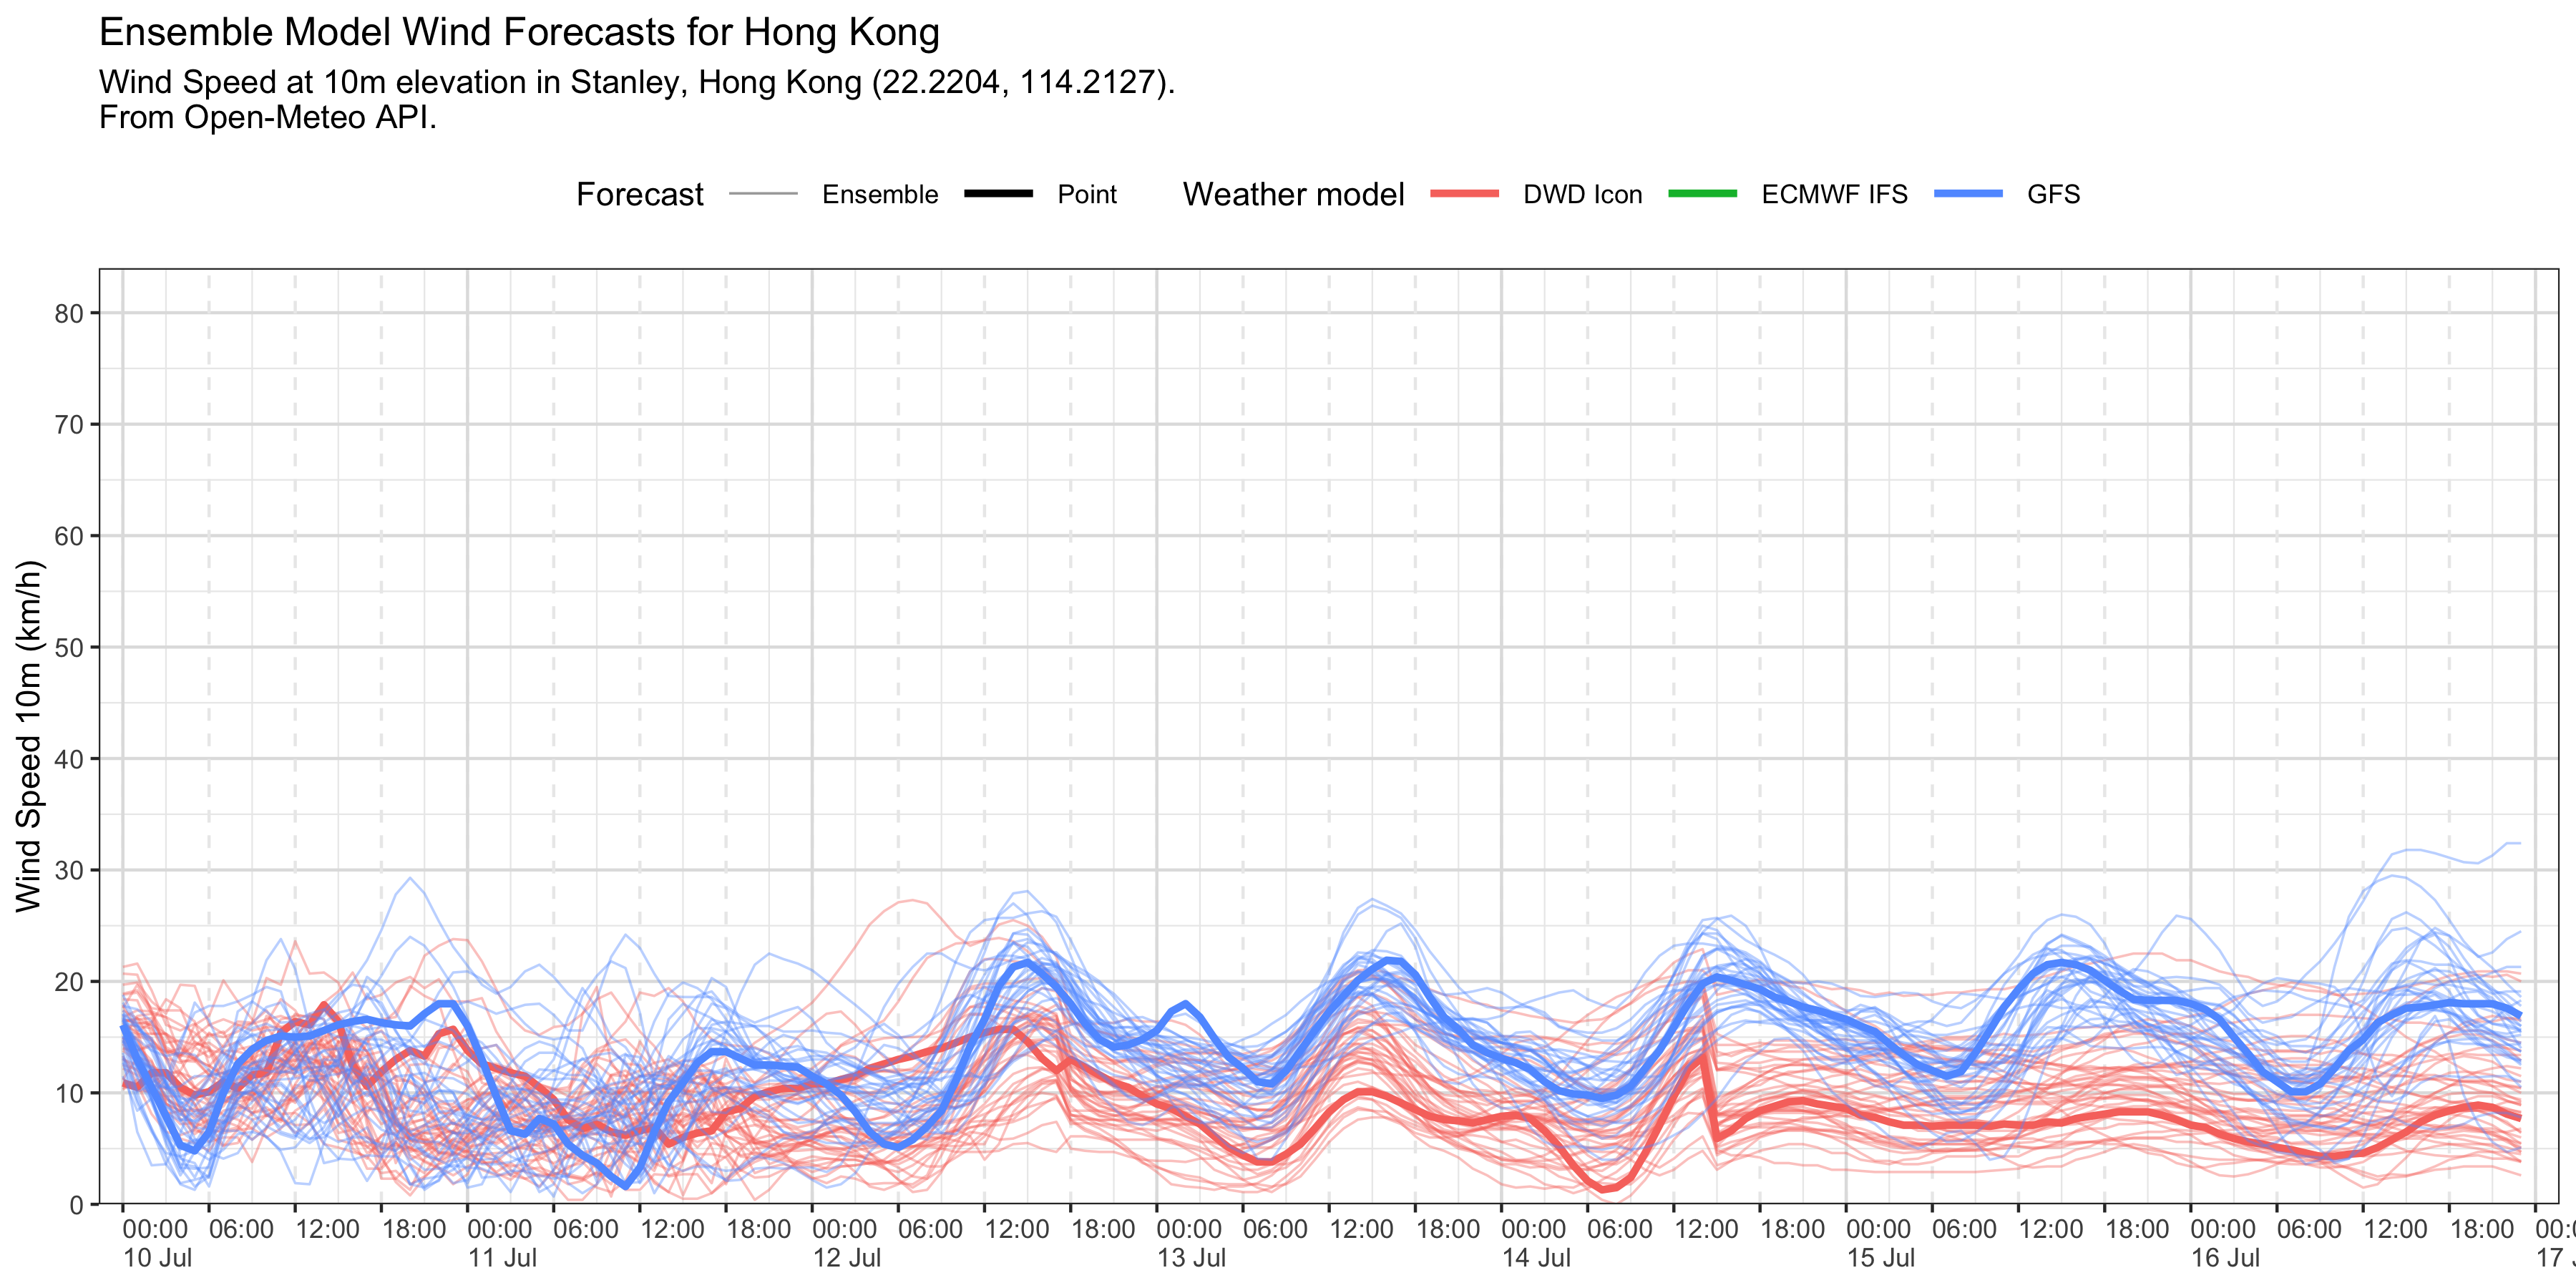 Ensemble Model Wind Forecasts for Hong Kong
Wind Speed at 10m elevation in Stanley, Hong Kong (22.2204, 114.2127).
From Open-Meteo API.
Forecast Ensemble Point Weather model DWD Icon ECMWF IFS GFS
Wind Speed 10m (km/h)
80
70
60
50
40
30
20
10
0
00:00 06:00 12:00 18:00 00:00 06:00 12:00 18:00 00:00 06:00 12:00 18:00 00:00 06:00 12:00 18:00 00:00 06:00 12:00 18:00 00:00 06:00 12:00 18:00 00:00 06:00 12:00 18:00
10 Jul 11 Jul 12 Jul 13 Jul 14 Jul 15 Jul 16 Jul 17